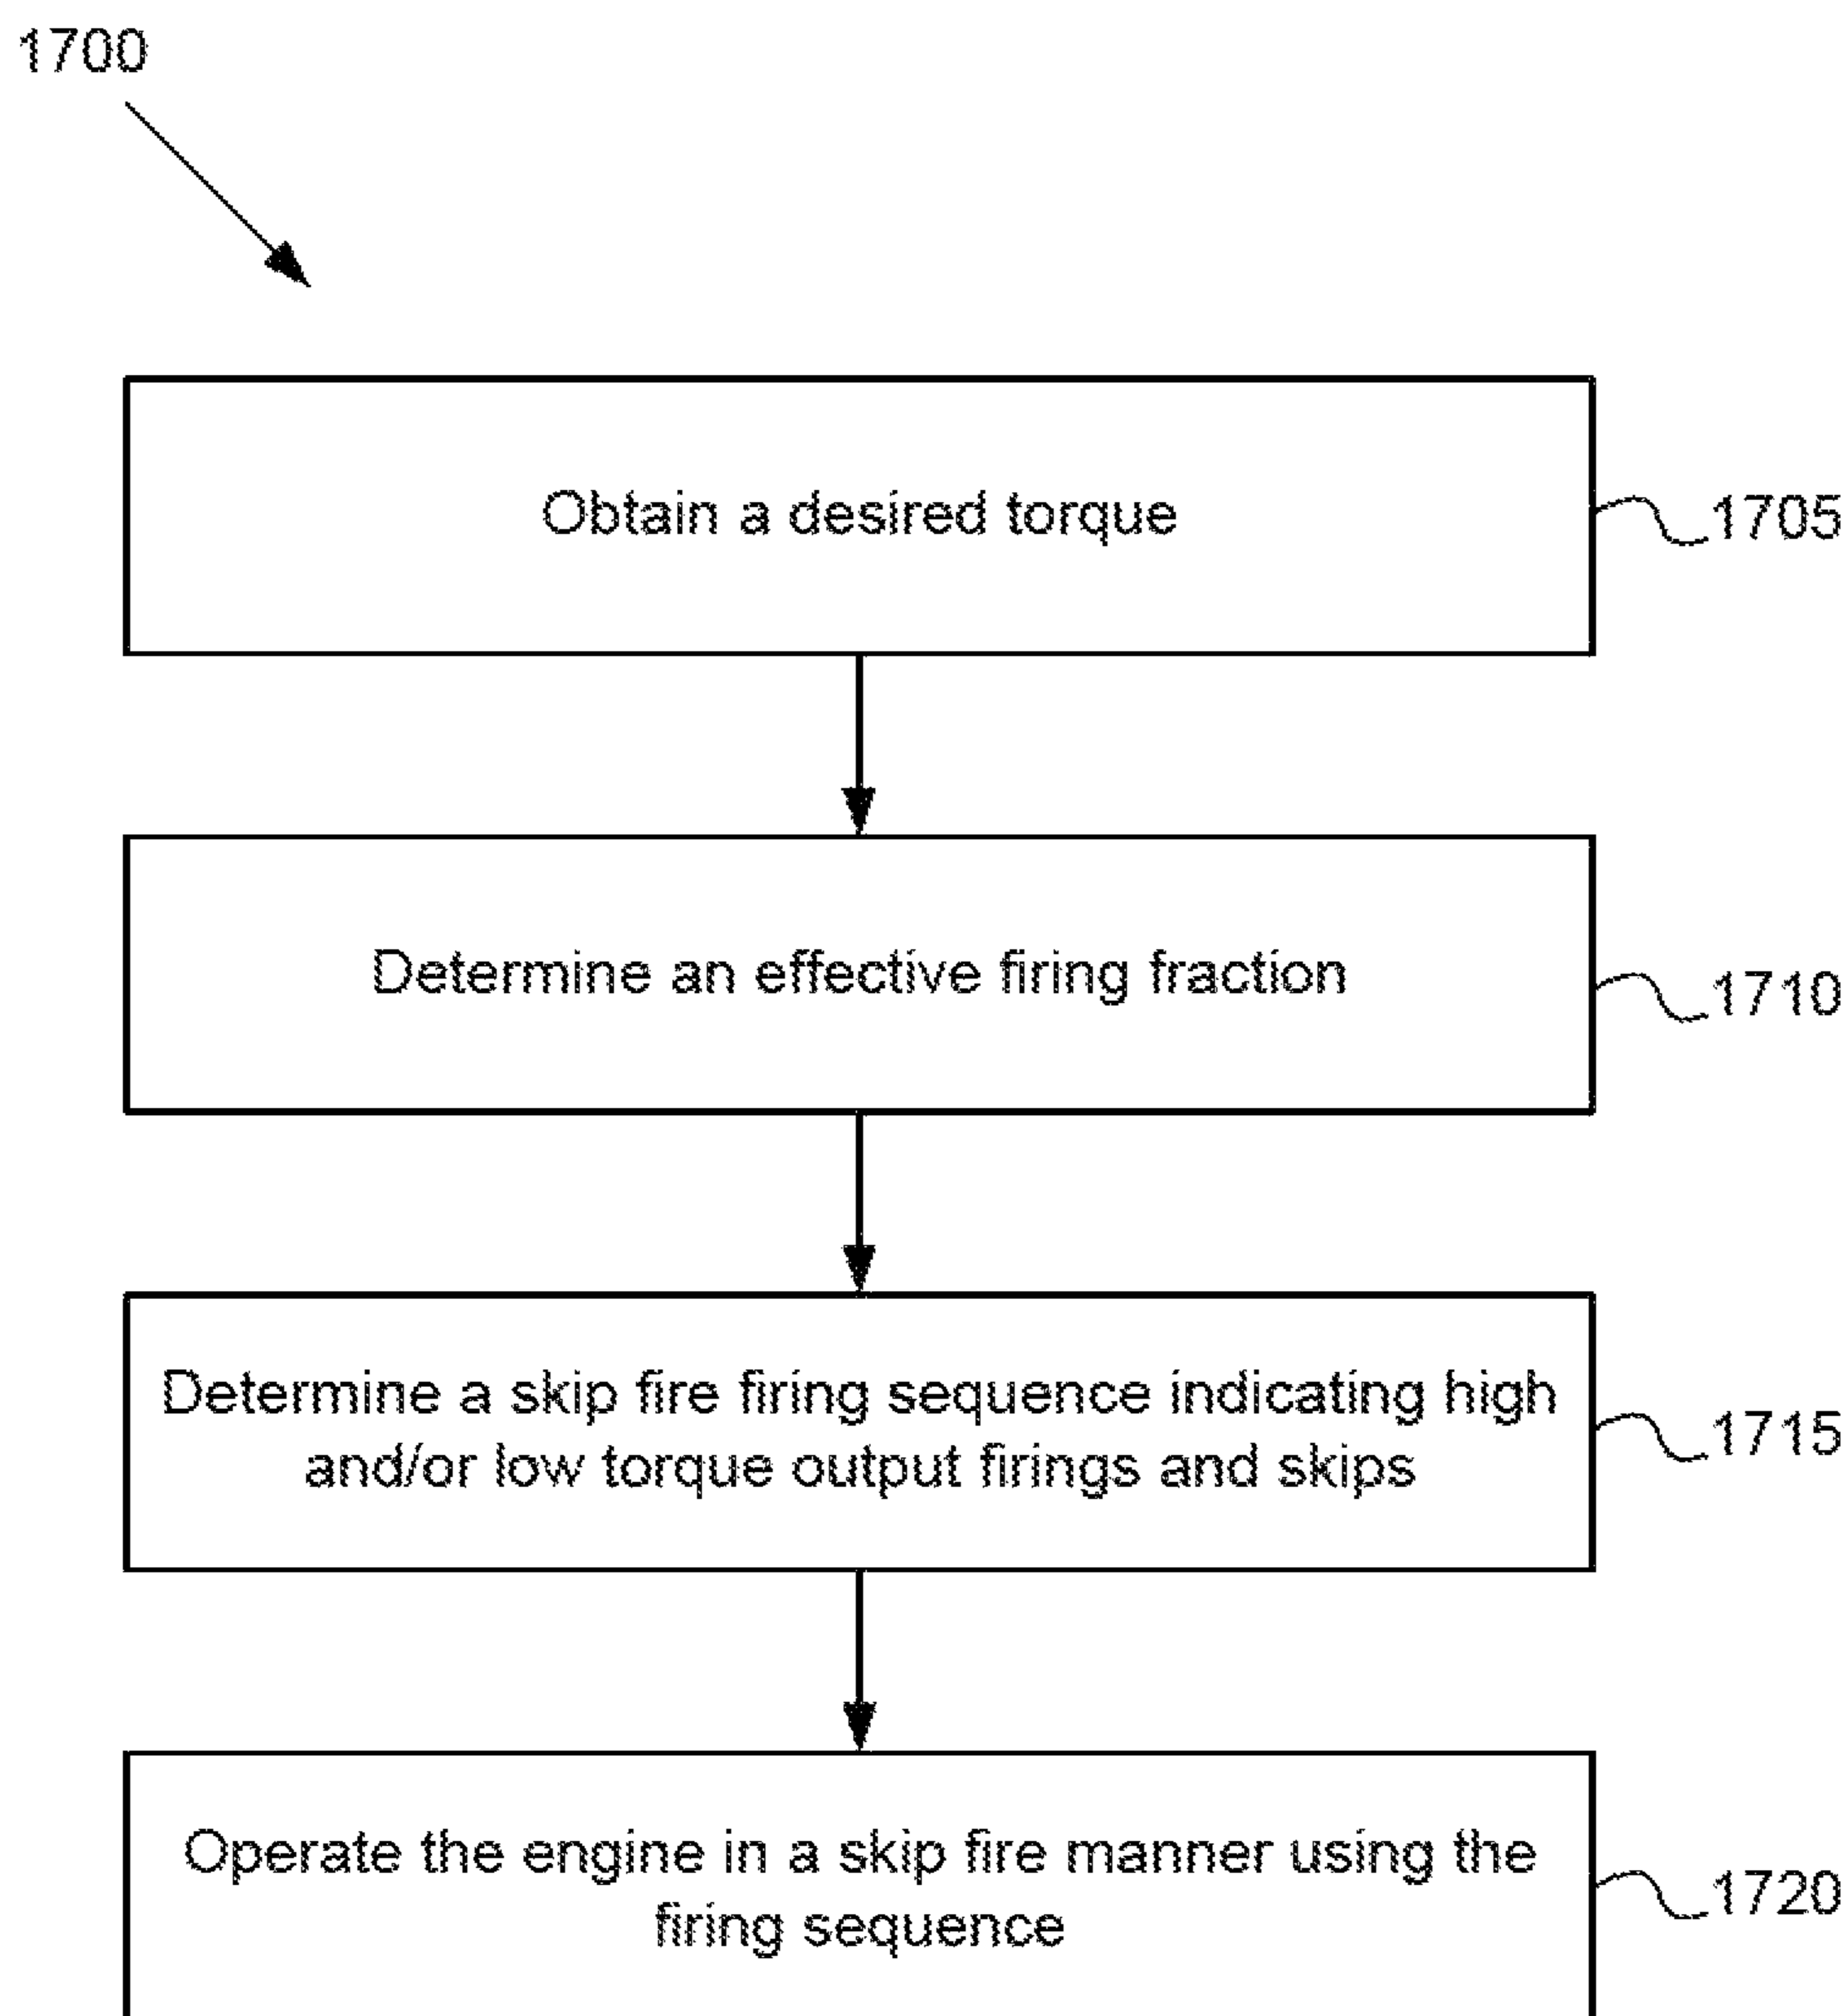 1700
Obtain a desired torque
1705
Determine an effective firing fraction
1710
Determine a skip fire firing sequence indicating high
and/or low torque output firings and skips
1715
Operate the engine in a skip fire manner using the
firing sequence
1720